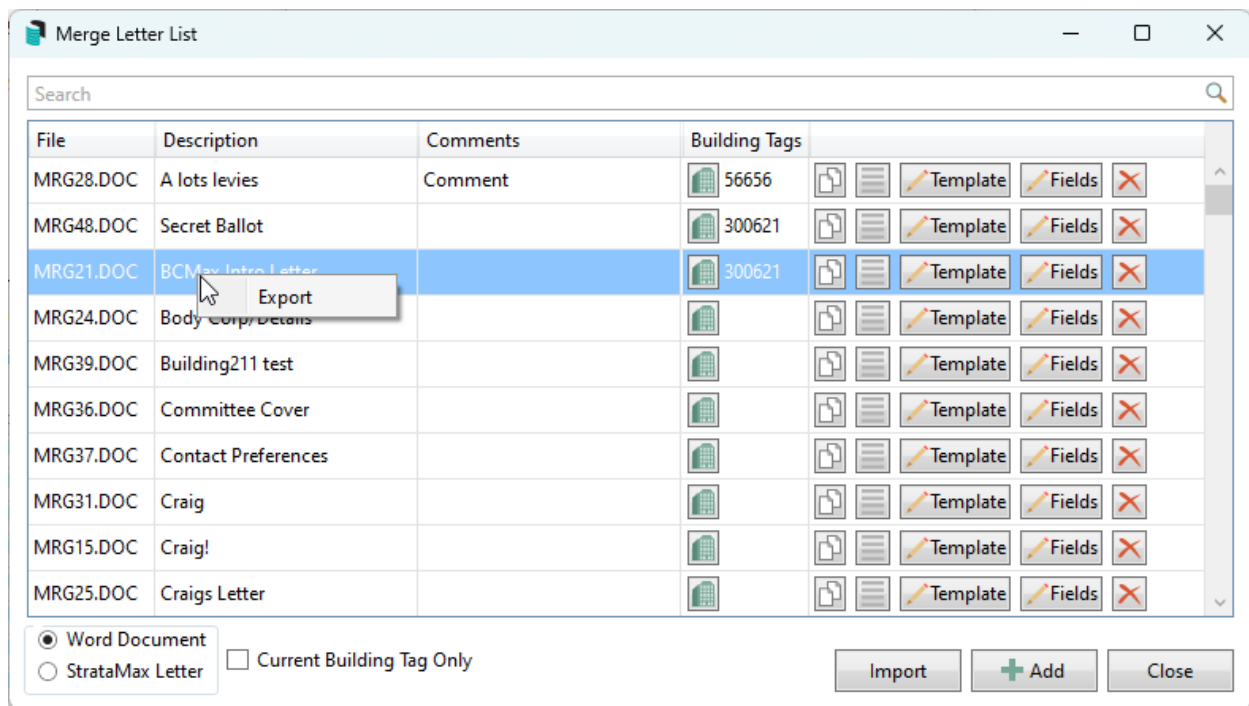 Merge Letter List
Search
File Description Comments Building Tags
MRG28.DOC A lots levies Comment 56656 Template Fields
MRG48.DOC Secret Ballot 300621 Template Fields
MRG21.DOC BCMax Intro Letter 300621 Template Fields
Export
MRG24.DOC Body Corp/Details Template Fields
MRG39.DOC Building211 test Template Fields
MRG36.DOC Committee Cover Template Fields
MRG37.DOC Contact Preferences Template Fields
MRG31.DOC Craig Template Fields
MRG15.DOC Craig! Template Fields
MRG25.DOC Craigs Letter Template Fields
Word Document
StrataMax Letter
Current Building Tag Only
Import Add Close